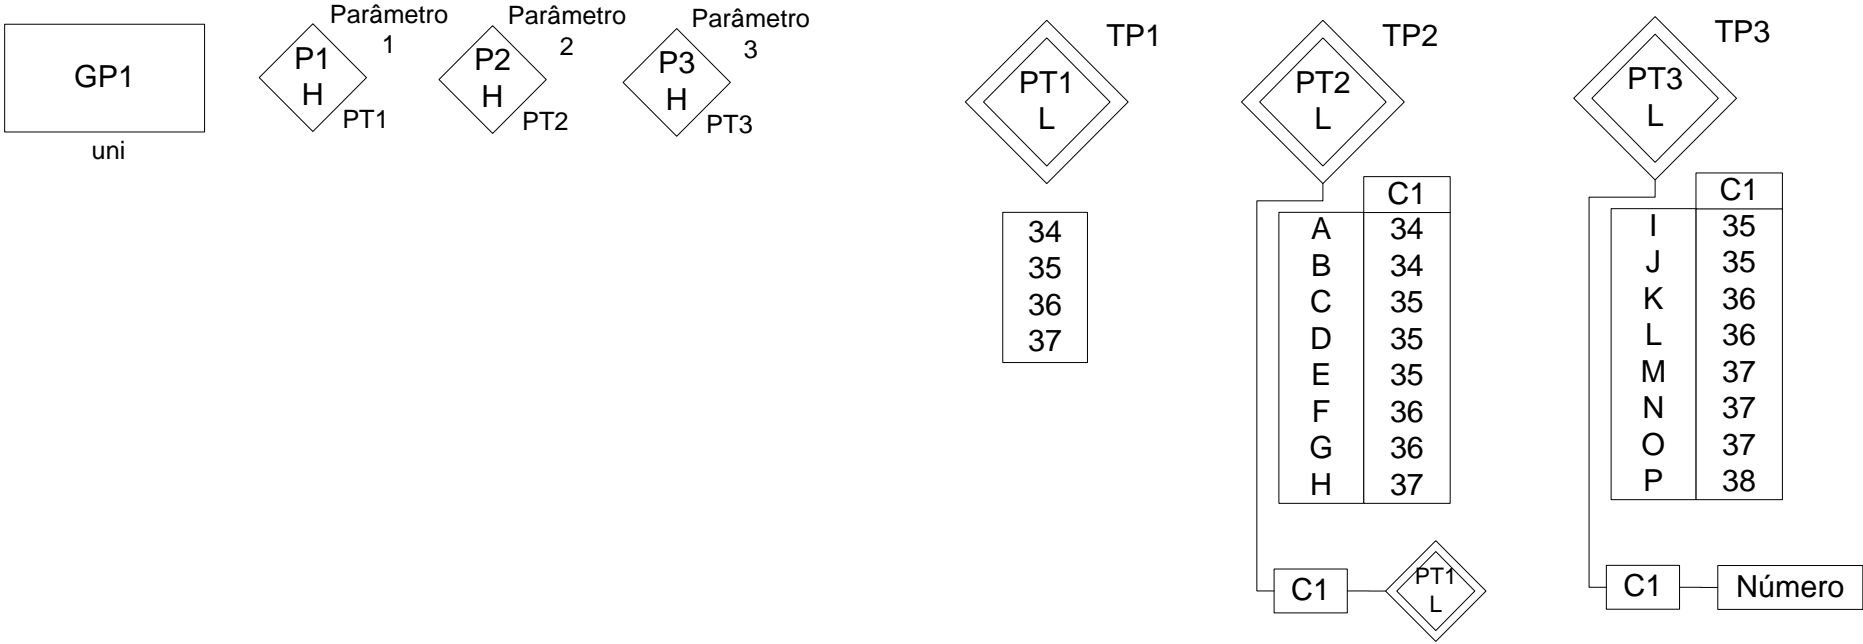 GP1
uni
Parâmetro
1
P1
H
PT1
Parâmetro
2
P2
H
PT2
Parâmetro
3
P3
H
PT3
TP1
PT1
L
34
35
36
37
TP2
PT2
L
C1
A 34
B 34
C 35
D 35
E 35
F 36
G 36
H 37
C1
PT1
L
TP3
PT3
L
C1
I 35
J 35
K 36
L 36
M 37
N 37
O 37
P 38
C1
Número